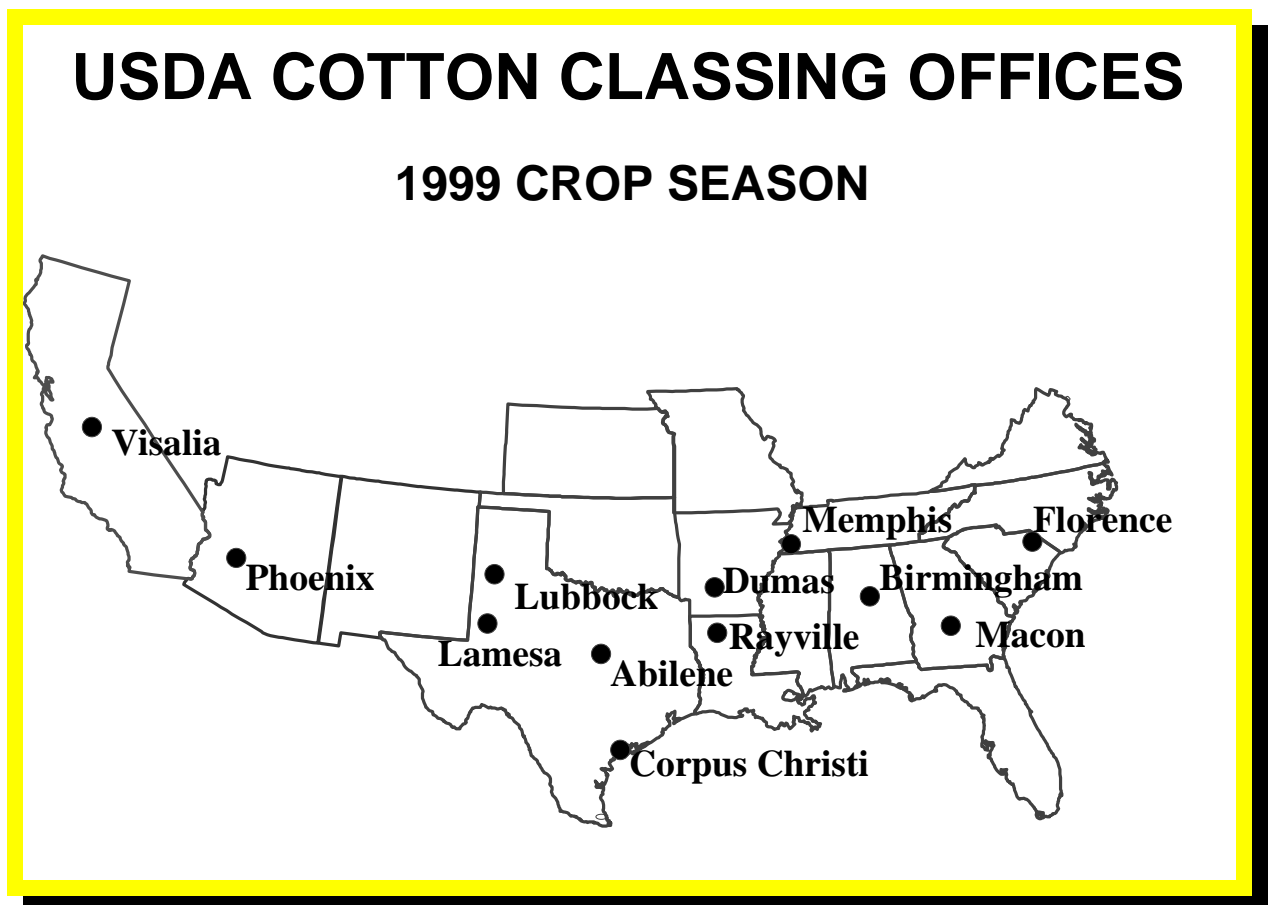 USDA COTTON CLASSING OFFICES
1999 CROP SEASON
Visalia
Memphis
Florence
Phoenix
Lubbock
Dumas
Birmingham
Lamesa
Rayville
Macon
Abilene
Corpus Christi